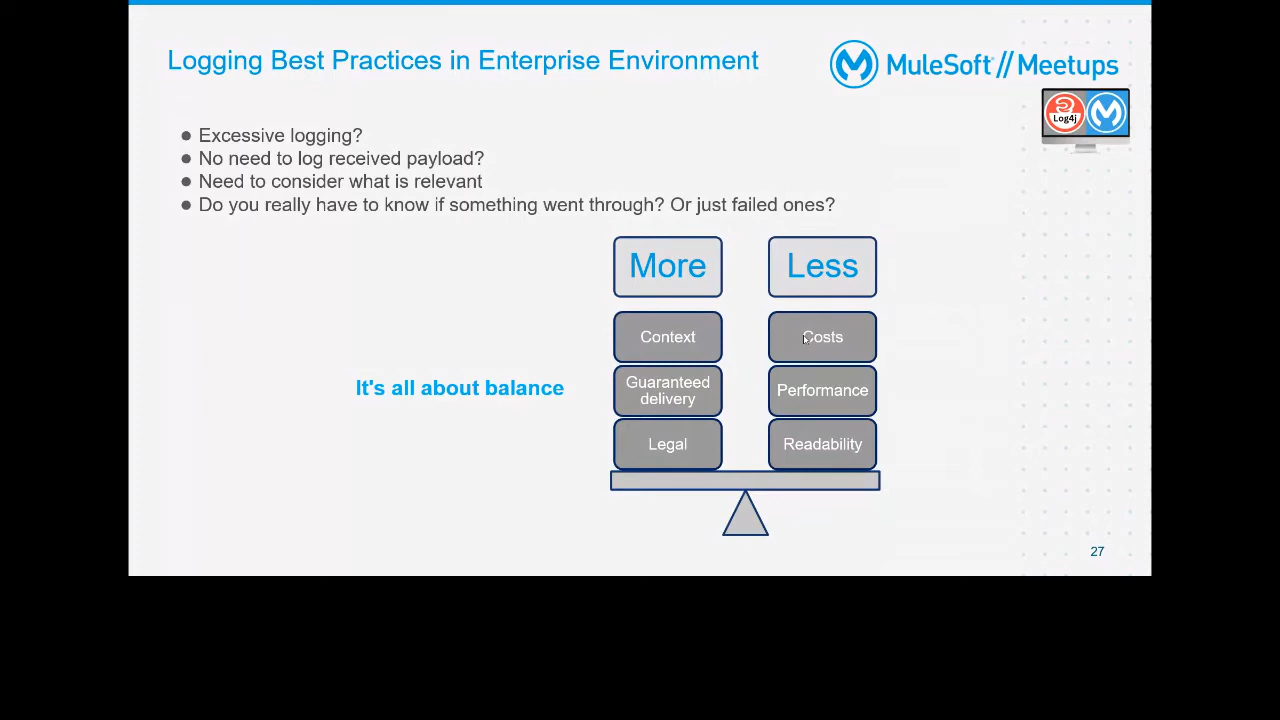 Logging Best Practices in Enterprise Environment
MuleSoft // Meetups
Log4j
● Excessive logging?
● No need to log received payload?
● Need to consider what is relevant
● Do you really have to know if something went through? Or just failed ones?
More
Less
Context
Costs
It's all about balance
Guaranteed
delivery
Performance
Legal
Readability
27